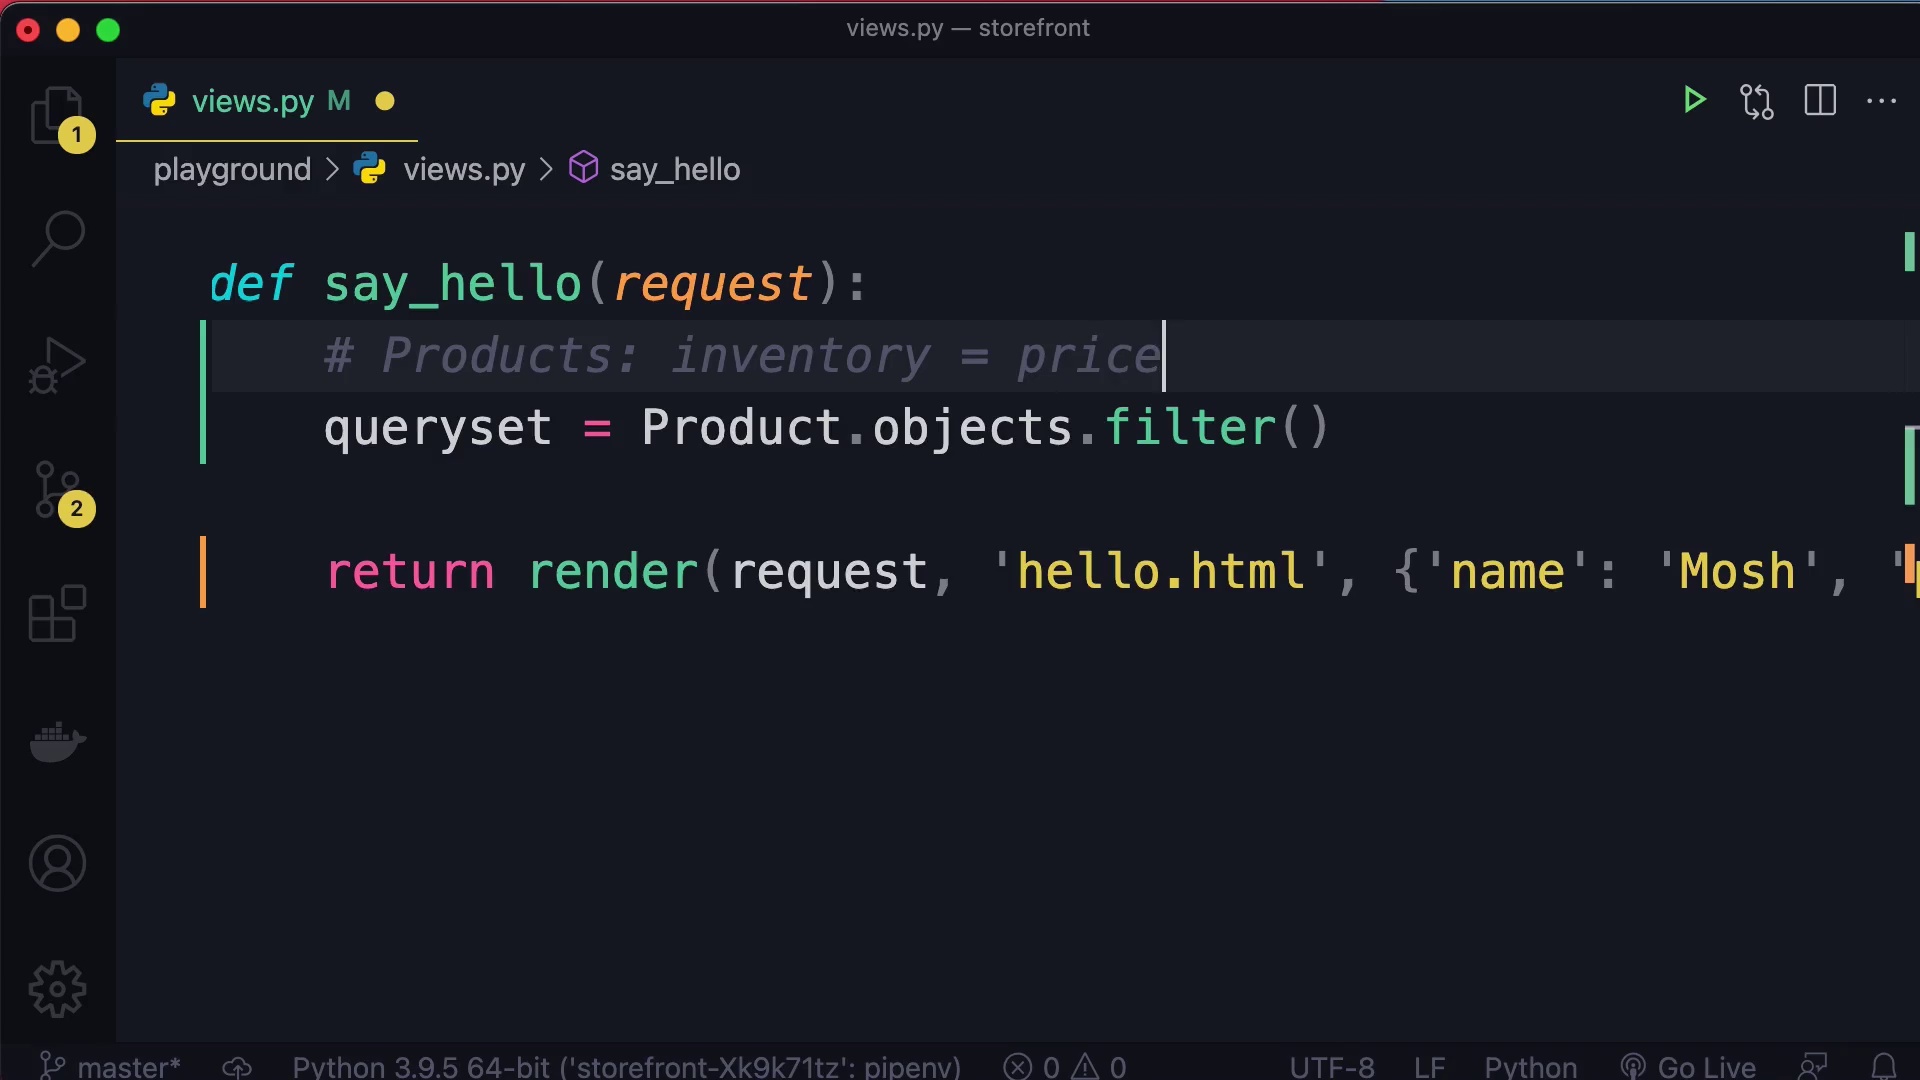 views.py — storefront
views.py M
1
playground > views.py > say_hello
def say_hello(request):
# Products: inventory = price
queryset = Product.objects.filter()
2
return render(request, 'hello.html', {'name': 'Mosh', '
master* Python 3.9.5 64-bit ('storefront-Xk9k71tz': pipenv) 0 0 UTF-8 LF Python Go Live